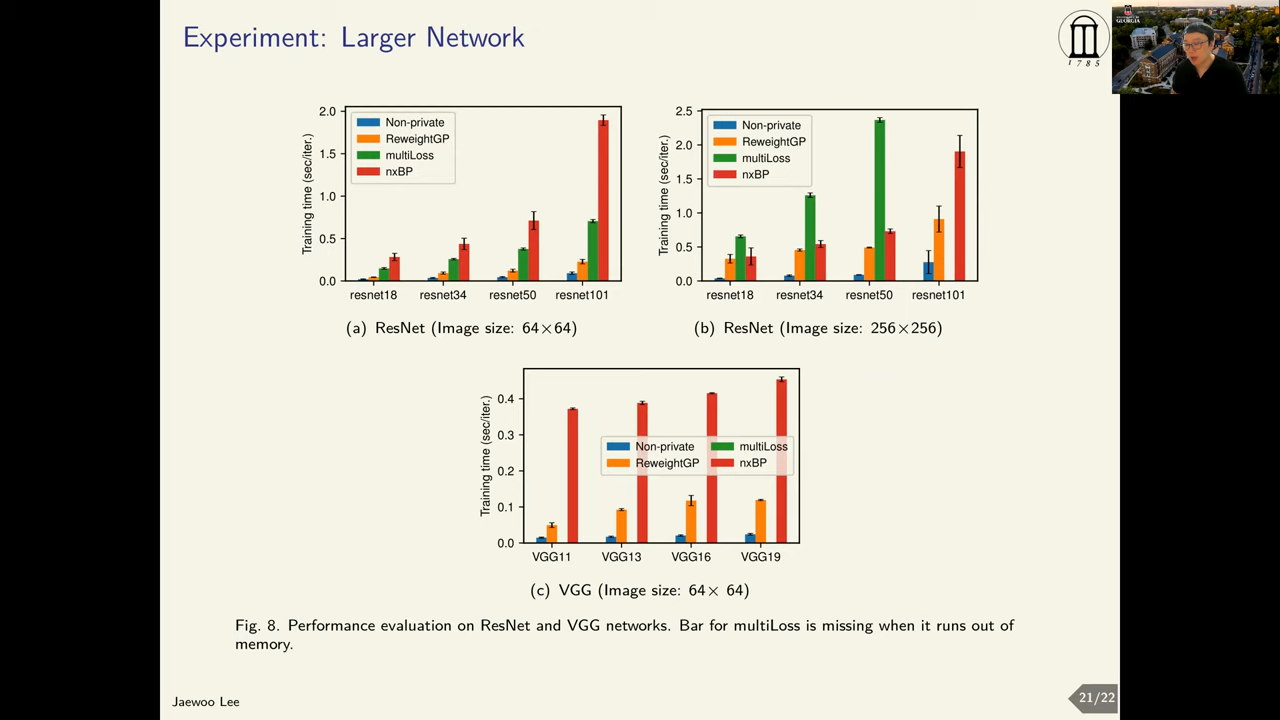 Experiment: Larger Network
1785
GEORGIA
2.0
1.5
1.0
0.5
0.0
Training time (sec/iter.)
Non-private
ReweightGP
multiLoss
nxBP
resnet18 resnet34 resnet50 resnet101
(a) ResNet (Image size: 64×64)
2.5
2.0
1.5
1.0
0.5
0.0
Training time (sec/iter.)
Non-private
ReweightGP
multiLoss
nxBP
resnet18 resnet34 resnet50 resnet101
(b) ResNet (Image size: 256×256)
0.4
0.3
0.2
0.1
0.0
Training time (sec/iter.)
Non-private multiLoss
ReweightGP nxBP
VGG11 VGG13 VGG16 VGG19
(c) VGG (Image size: 64× 64)
Fig. 8. Performance evaluation on ResNet and VGG networks. Bar for multiLoss is missing when it runs out of
memory.
Jaewoo Lee
21/22